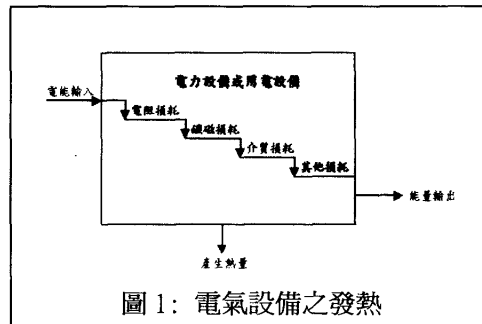 電力設備或用電設備
電能輸入
電阻損耗
鐵磁損耗
介質損耗
其他損耗
能量輸出
產生熱量
圖 1: 電氣設備之發熱